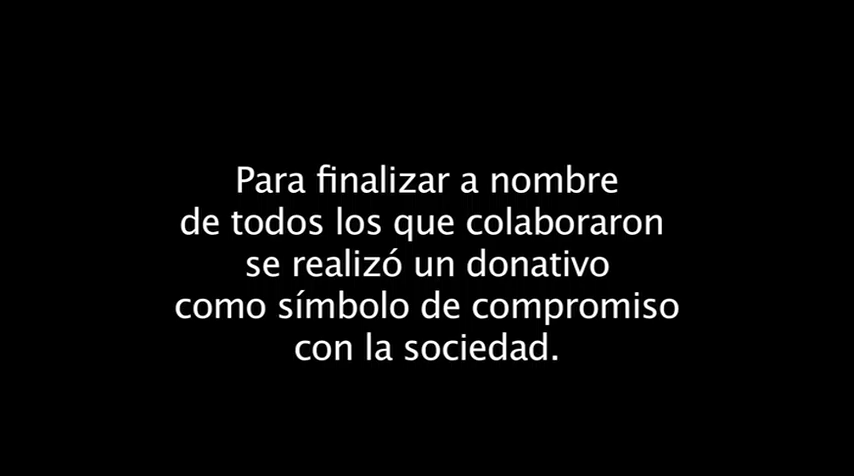 Para finalizar a nombre
de todos los que colaboraron
se realizó un donativo
como símbolo de compromiso
con la sociedad.